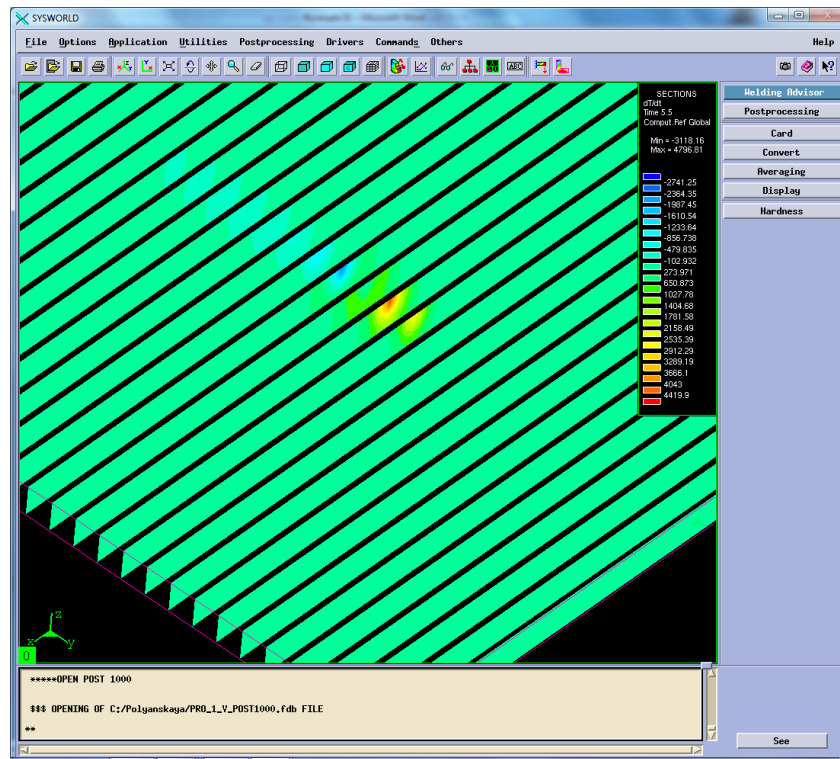 SYSWORLD
File Options Application Utilities Postprocessing Drivers Commands Others Help
ABC
SECTIONS
dT/dt
Time 5.5
Comput.Ref Global
Min = -3118.16
Max = 4796.81
-2741.25
-2364.35
-1987.45
-1610.54
-1233.64
-856.738
-479.835
-102.932
273.971
650.873
1027.78
1404.68
1781.58
2158.49
2535.39
2912.29
3289.19
3666.1
4043
4419.9
Welding Advisor
Postprocessing
Card
Convert
Averaging
Display
Hardness
z
x
y
0
*****OPEN POST 1000
$$$ OPENING OF C:/Polyanskaya/PRO_1_V_POST1000.fdb FILE
**
See